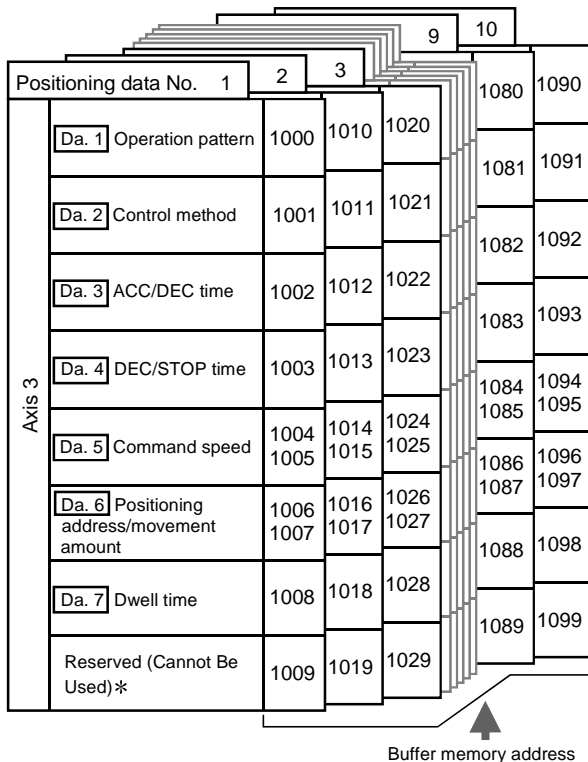 9 10
Positioning data No. 1 2 3
Axis 3
Da. 1 Operation pattern 1000 1010 1020 1080 1090
Da. 2 Control method 1001 1011 1021 1081 1091
Da. 3 ACC/DEC time 1002 1012 1022 1082 1092
Da. 4 DEC/STOP time 1003 1013 1023 1083 1093
Da. 5 Command speed 1004 1014 1024 1084 1094
1005 1015 1025 1085 1095
Da. 6 Positioning 1006 1016 1026 1086 1096
address/movement 1007 1017 1027 1087 1097
amount
Da. 7 Dwell time 1008 1018 1028 1088 1098
Reserved (Cannot Be 1009 1019 1029 1089 1099
Used)*
Buffer memory address